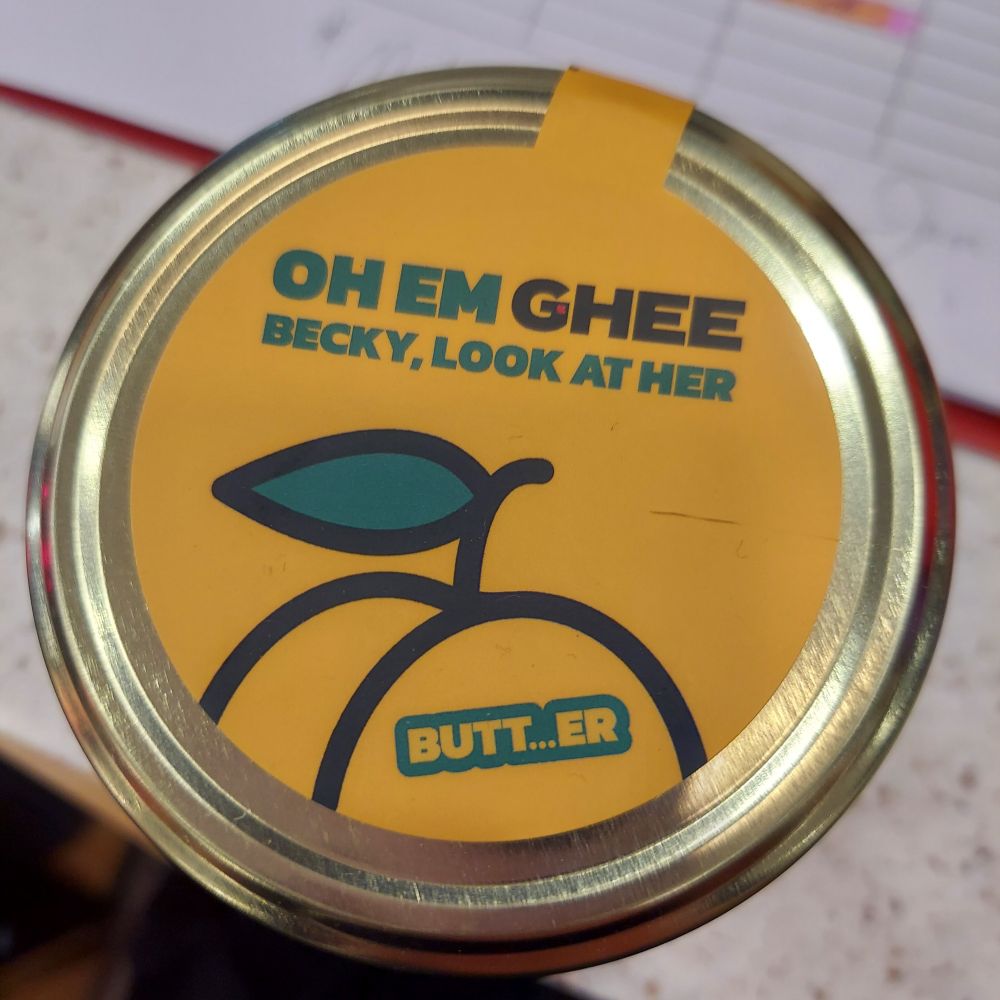 OH EM GHEE
BECKY, LOOK AT HER
BUTT...ER